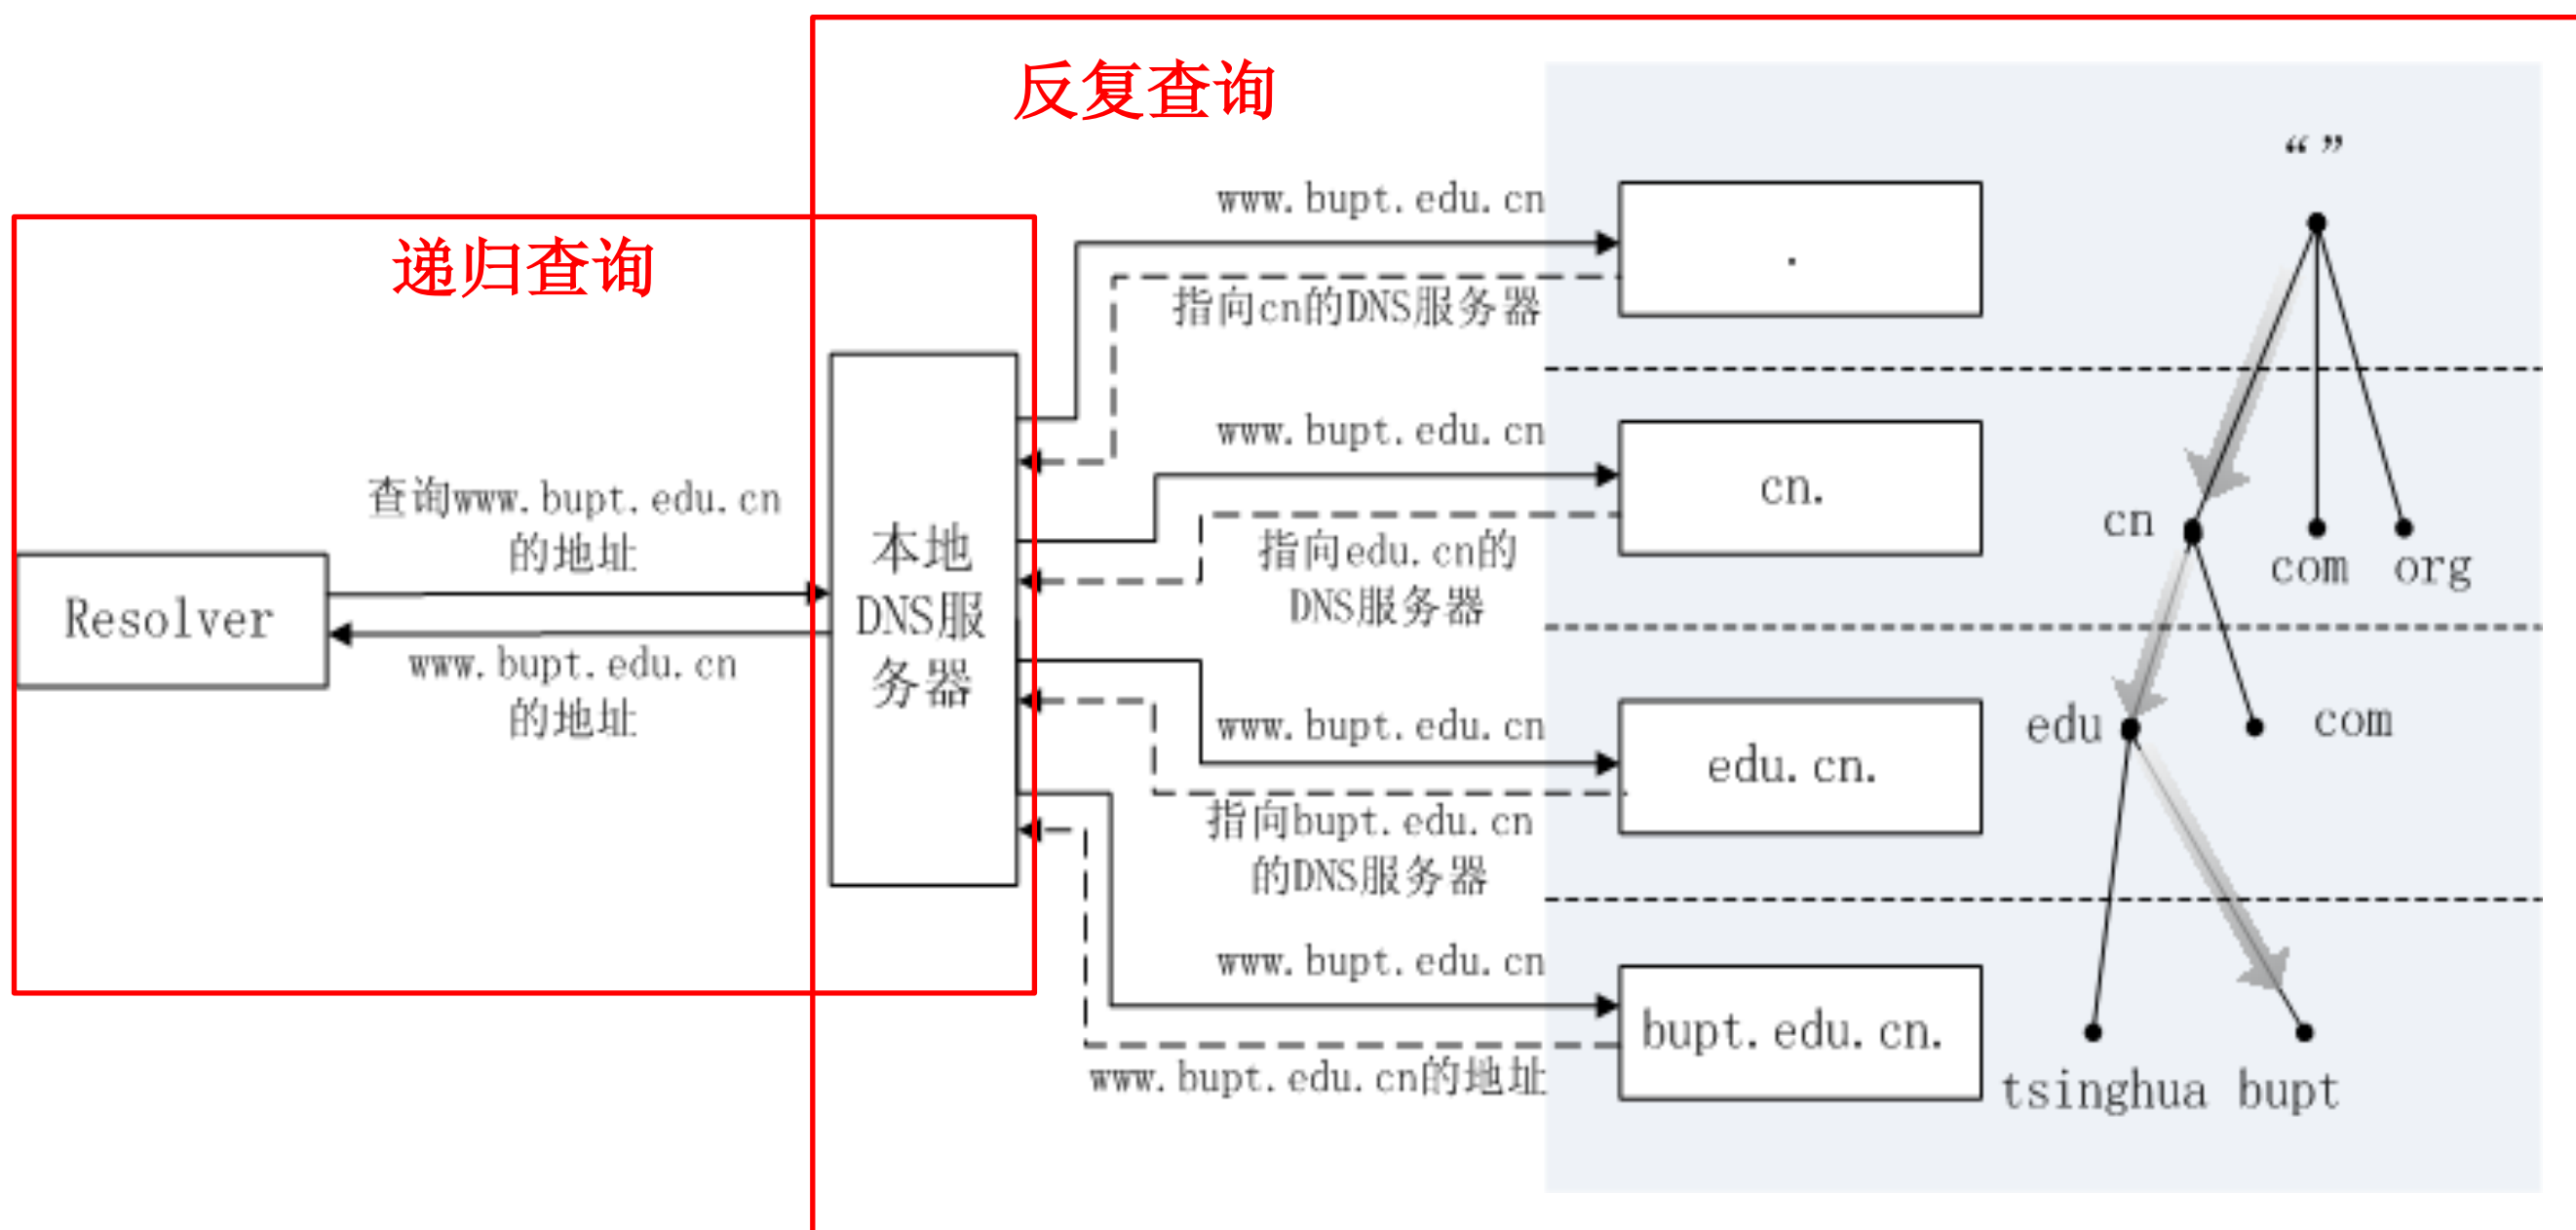 反复查询
递归查询
“ ”
www.bupt.edu.cn
.
指向cn的DNS服务器
www.bupt.edu.cn
cn.
指向edu.cn的
DNS服务器
cn
com
org
查询www.bupt.edu.cn
的地址
Resolver
www.bupt.edu.cn
的地址
本地
DNS服
务器
www.bupt.edu.cn
edu.cn.
edu
com
指向bupt.edu.cn
的DNS服务器
www.bupt.edu.cn
bupt.edu.cn.
www.bupt.edu.cn的地址
tsinghua
bupt